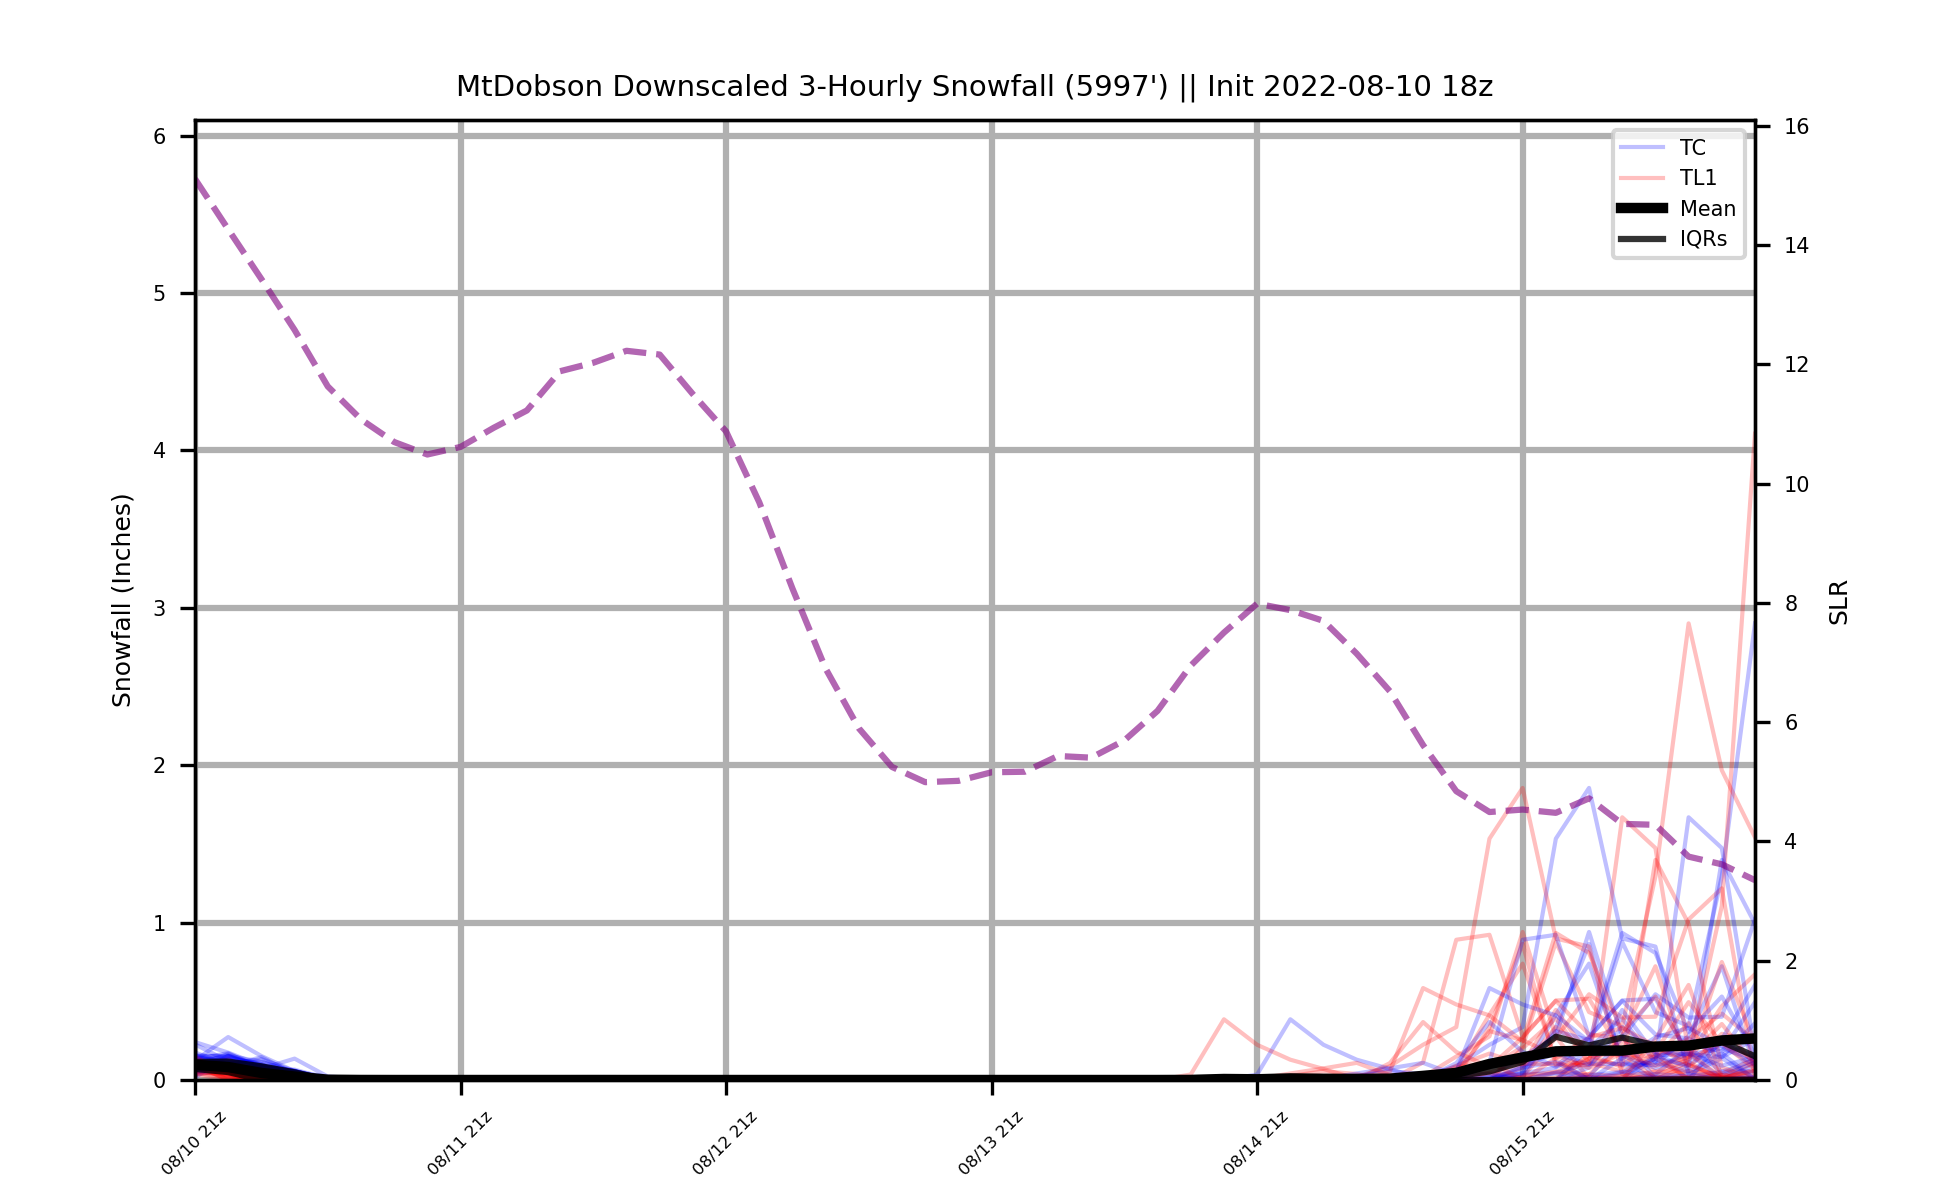 MtDobson Downscaled 3-Hourly Snowfall (5997') || Init 2022-08-10 18z
TC
TL1
Mean
IQRs
Snowfall (Inches)
6
5
4
3
2
1
0
16
14
12
10
8
6
4
2
0
SLR
08/10 21z
08/11 21z
08/12 21z
08/13 21z
08/14 21z
08/15 21z